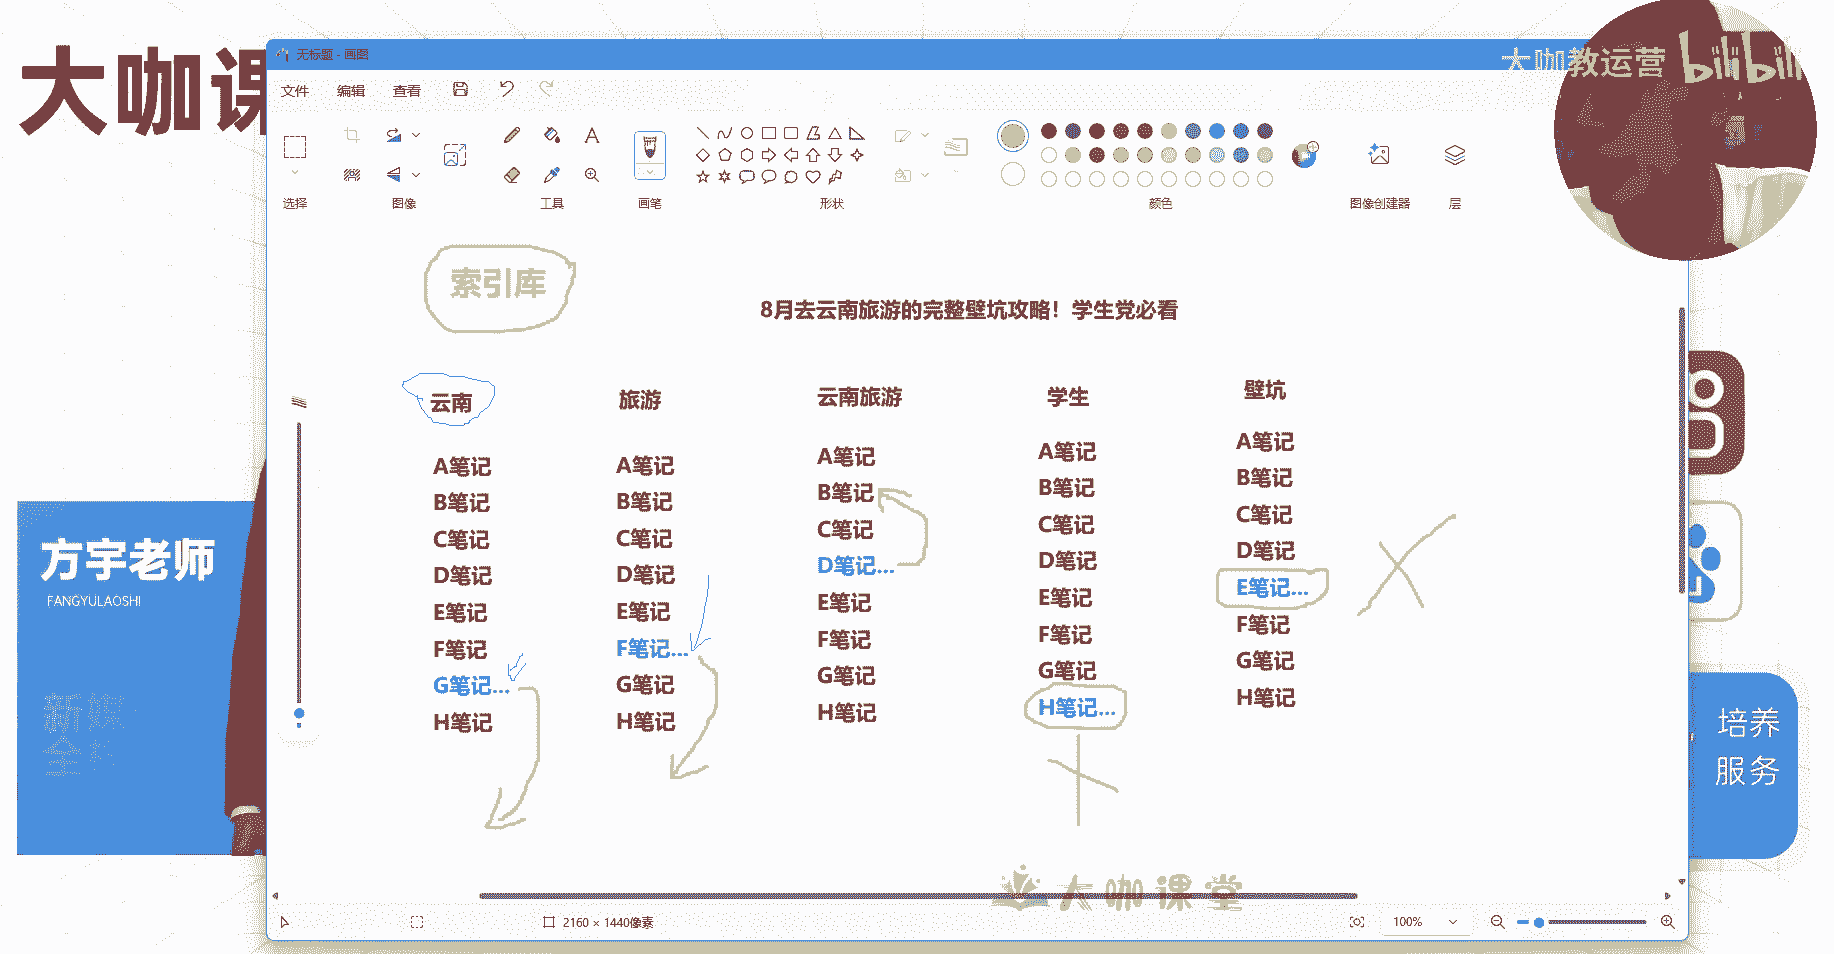 大咖课
无标题 - 画图
大咖教运营 bilibili
文件 编辑 查看
选择 图像 工具 画笔 形状 颜色 图像创建器 层
索引库
8月去云南旅游的完整壁坑攻略！学生党必看
云南
A笔记
B笔记
C笔记
D笔记
E笔记
F笔记
G笔记...
H笔记
旅游
A笔记
B笔记
C笔记
D笔记
E笔记
F笔记...
G笔记
H笔记
云南旅游
A笔记
B笔记
C笔记
D笔记...
E笔记
F笔记
G笔记
H笔记
学生
A笔记
B笔记
C笔记
D笔记
E笔记
F笔记
G笔记
H笔记...
壁坑
A笔记
B笔记
C笔记
D笔记
E笔记...
F笔记
G笔记
H笔记
方宇老师
FANGYULAOSHI
培养
服务
大咖课堂
2160 × 1440像素
100%